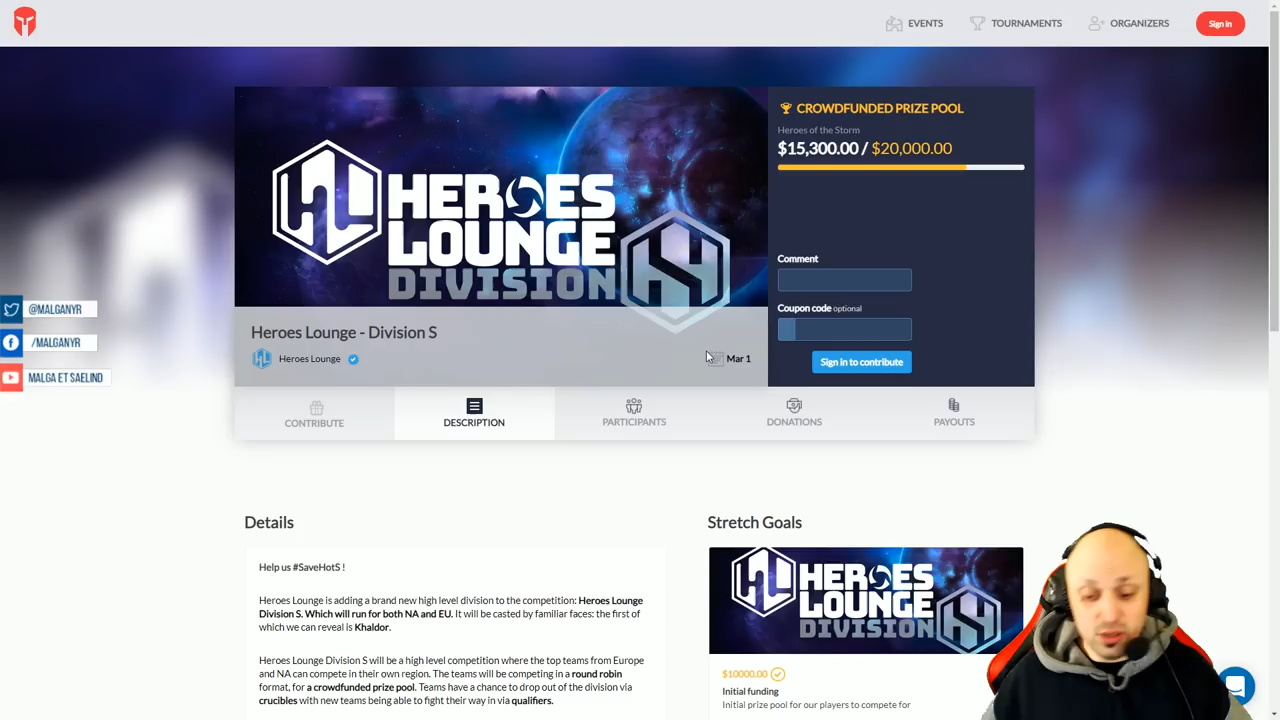 EVENTS
TOURNAMENTS
ORGANIZERS
Sign in
HEROES
LOUNGE
DIVISION
CROWDFUNDED PRIZE POOL
Heroes of the Storm
$15,300.00 / $20,000.00
Comment
Coupon code optional
Sign in to contribute
Heroes Lounge - Division S
Heroes Lounge
Mar 1
@MALGANYR
/MALGANYR
MALGA ET SAELIND
CONTRIBUTE
DESCRIPTION
PARTICIPANTS
DONATIONS
PAYOUTS
Details
Help us #SaveHotS !
Heroes Lounge is adding a brand new high level division to the competition: Heroes Lounge
Division S. Which will run for both NA and EU. It will be casted by familiar faces: the first of
which we can reveal is Khaldor.
Heroes Lounge Division S will be a high level competition where the top teams from Europe
and NA can compete in their own region. The teams will be competing in a round robin
format, for a crowdfunded prize pool. Teams have a chance to drop out of the division via
crucibles with new teams being able to fight their way in via qualifiers.
Stretch Goals
HEROES
LOUNGE
DIVISION
$10000.00
Initial funding
Initial prize pool for our players to compete for